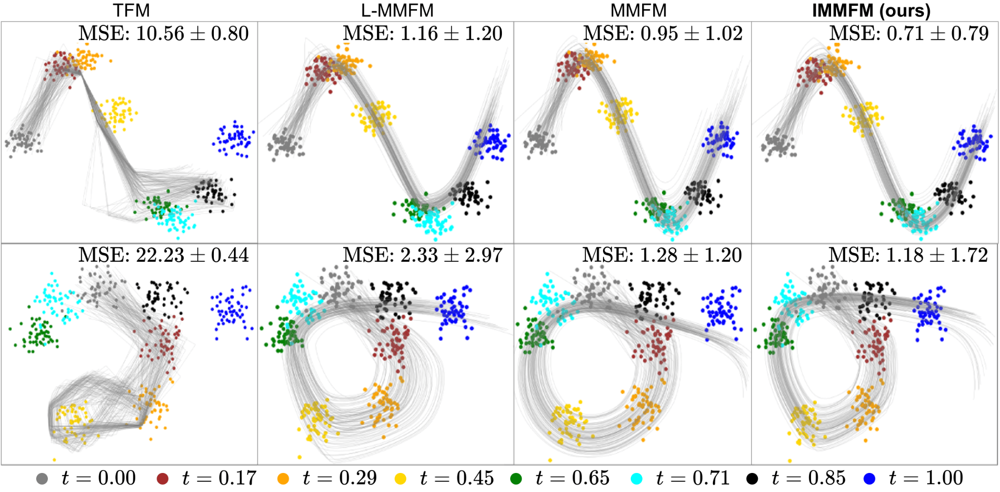 TFM L-MMFM MMFM IMMFM (ours)
MSE: 10.56 ± 0.80 MSE: 1.16 ± 1.20 MSE: 0.95 ± 1.02 MSE: 0.71 ± 0.79
MSE: 22.23 ± 0.44 MSE: 2.33 ± 2.97 MSE: 1.28 ± 1.20 MSE: 1.18 ± 1.72
t = 0.00 t = 0.17 t = 0.29 t = 0.45 t = 0.65 t = 0.71 t = 0.85 t = 1.00